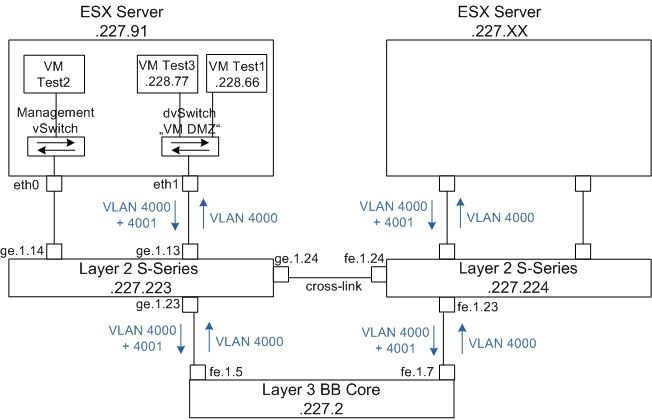 ESX Server
.227.91
ESX Server
.227.XX
VM
Test2
VM Test3
.228.77
VM Test1
.228.66
Management
vSwitch
dvSwitch
„VM DMZ“
eth0
eth1
VLAN 4000
+ 4001
VLAN 4000
VLAN 4000
+ 4001
VLAN 4000
ge.1.14
ge.1.13
ge.1.24
fe.1.24
Layer 2 S-Series
.227.223
cross-link
Layer 2 S-Series
.227.224
ge.1.23
fe.1.23
VLAN 4000
+ 4001
VLAN 4000
VLAN 4000
+ 4001
VLAN 4000
fe.1.5
fe.1.7
Layer 3 BB Core
.227.2